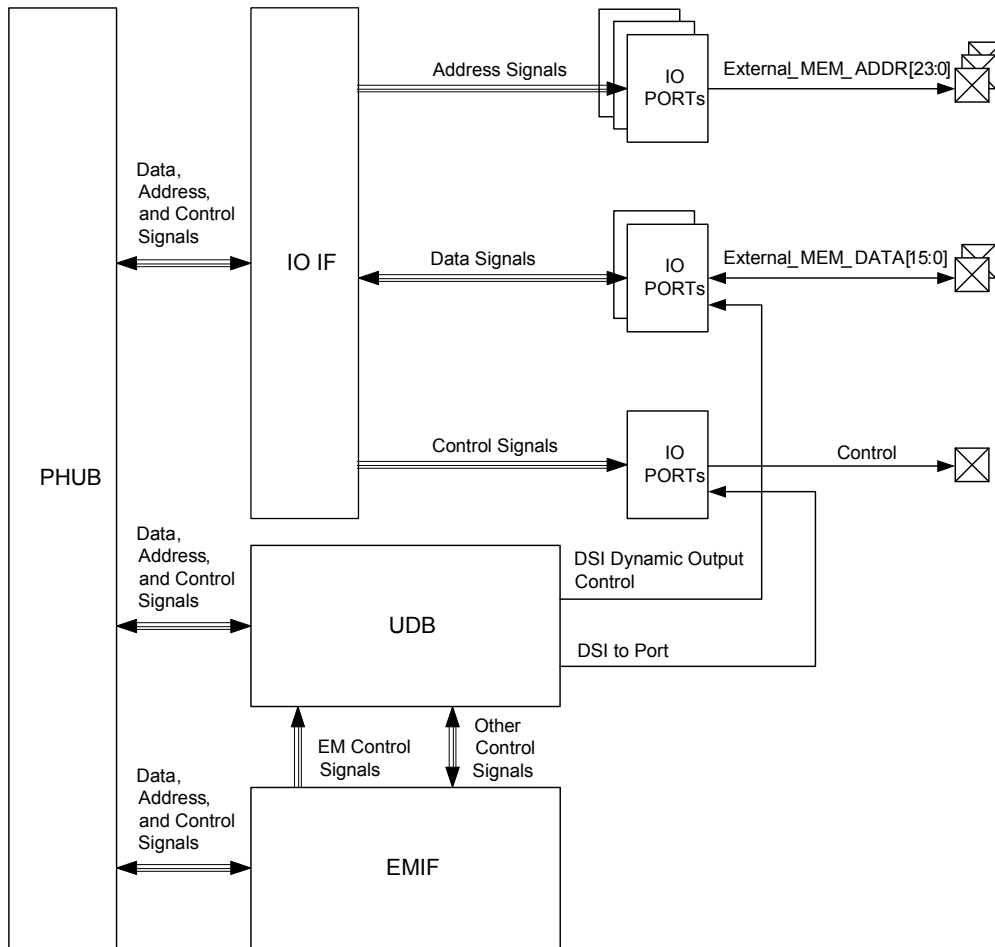 Address Signals
IO
PORTs
External_MEM_ADDR[23:0]
Data,
Address,
and Control
Signals
IO IF
Data Signals
IO
PORTs
External_MEM_DATA[15:0]
Control Signals
IO
PORTs
Control
PHUB
Data,
Address,
and Control
Signals
UDB
DSI Dynamic Output
Control
DSI to Port
EM Control
Signals
Other
Control
Signals
Data,
Address,
and Control
Signals
EMIF